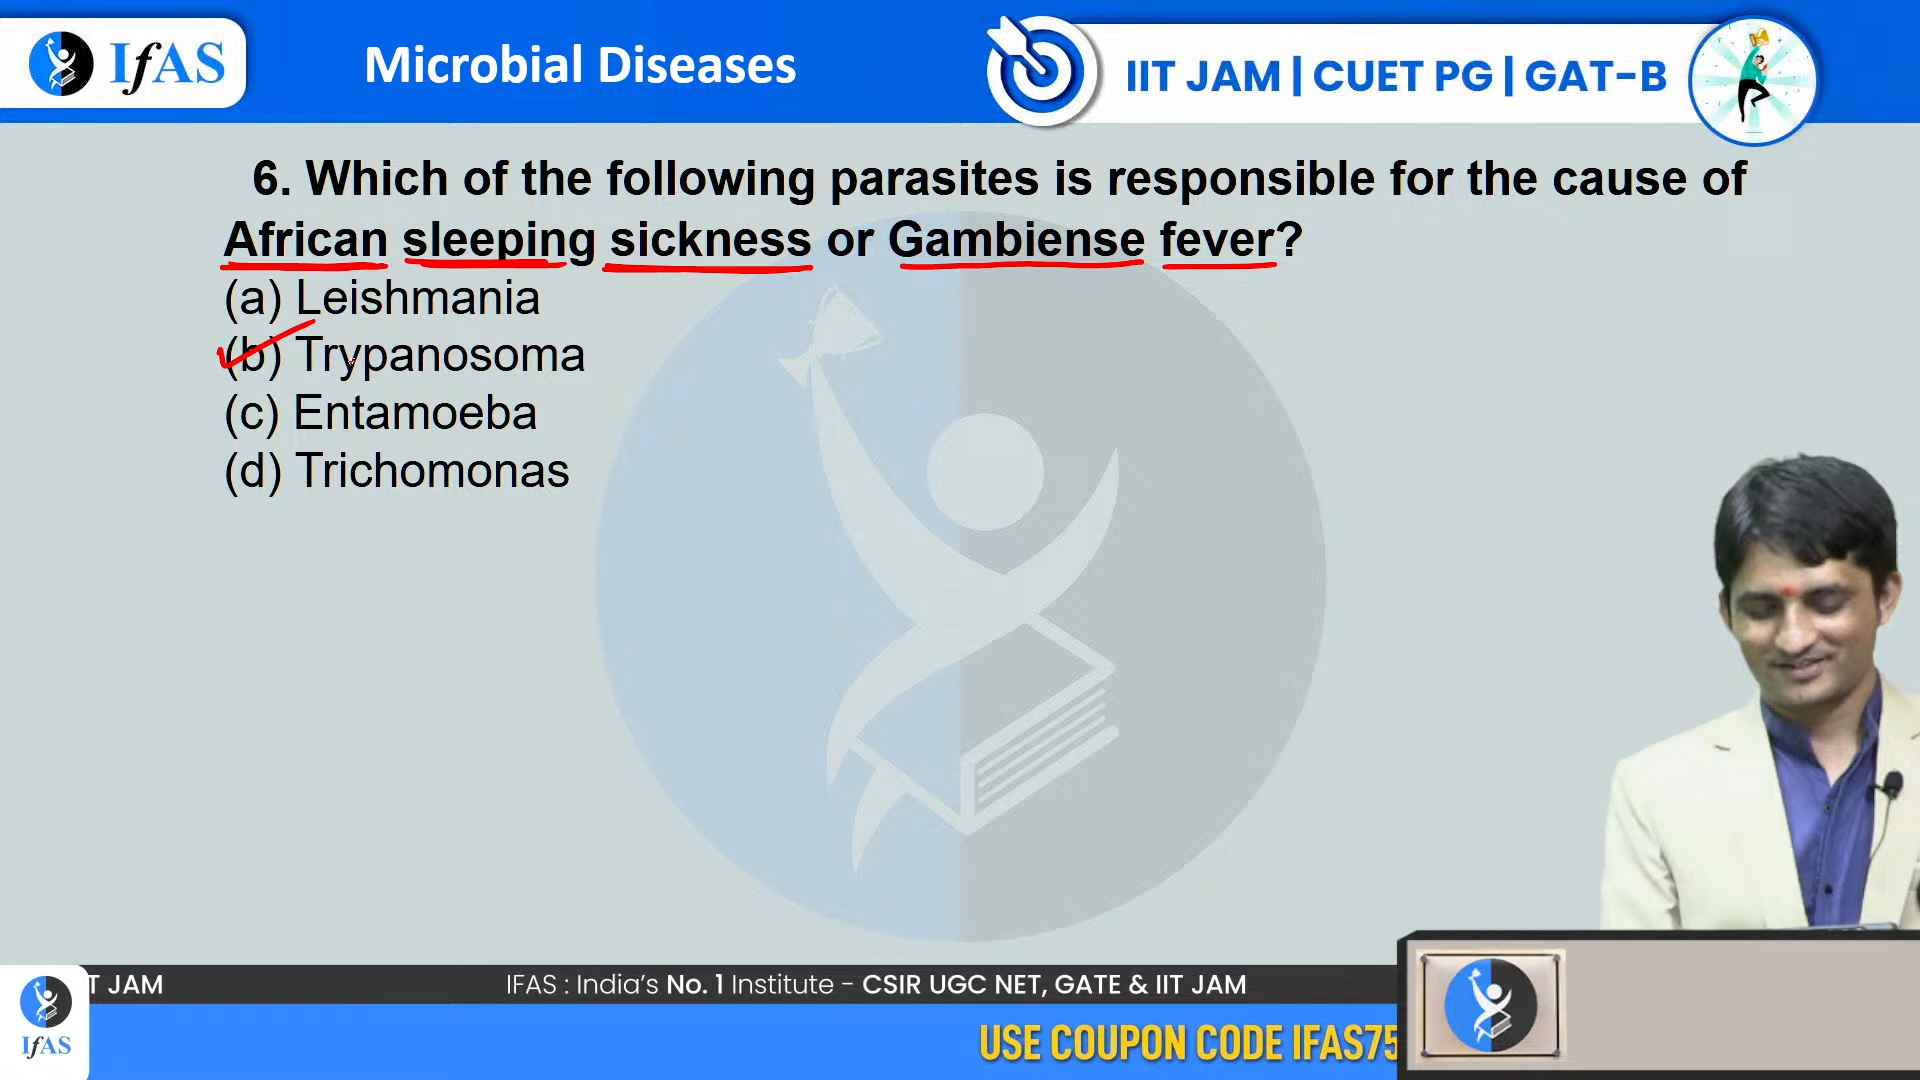 IfAS
Microbial Diseases
IIT JAM | CUET PG | GAT-B
6. Which of the following parasites is responsible for the cause of
African sleeping sickness or Gambiense fever?
(a) Leishmania
(b) Trypanosoma
(c) Entamoeba
(d) Trichomonas
T JAM
IFAS : India's No. 1 Institute - CSIR UGC NET, GATE & IIT JAM
IfAS
USE COUPON CODE IFAS75